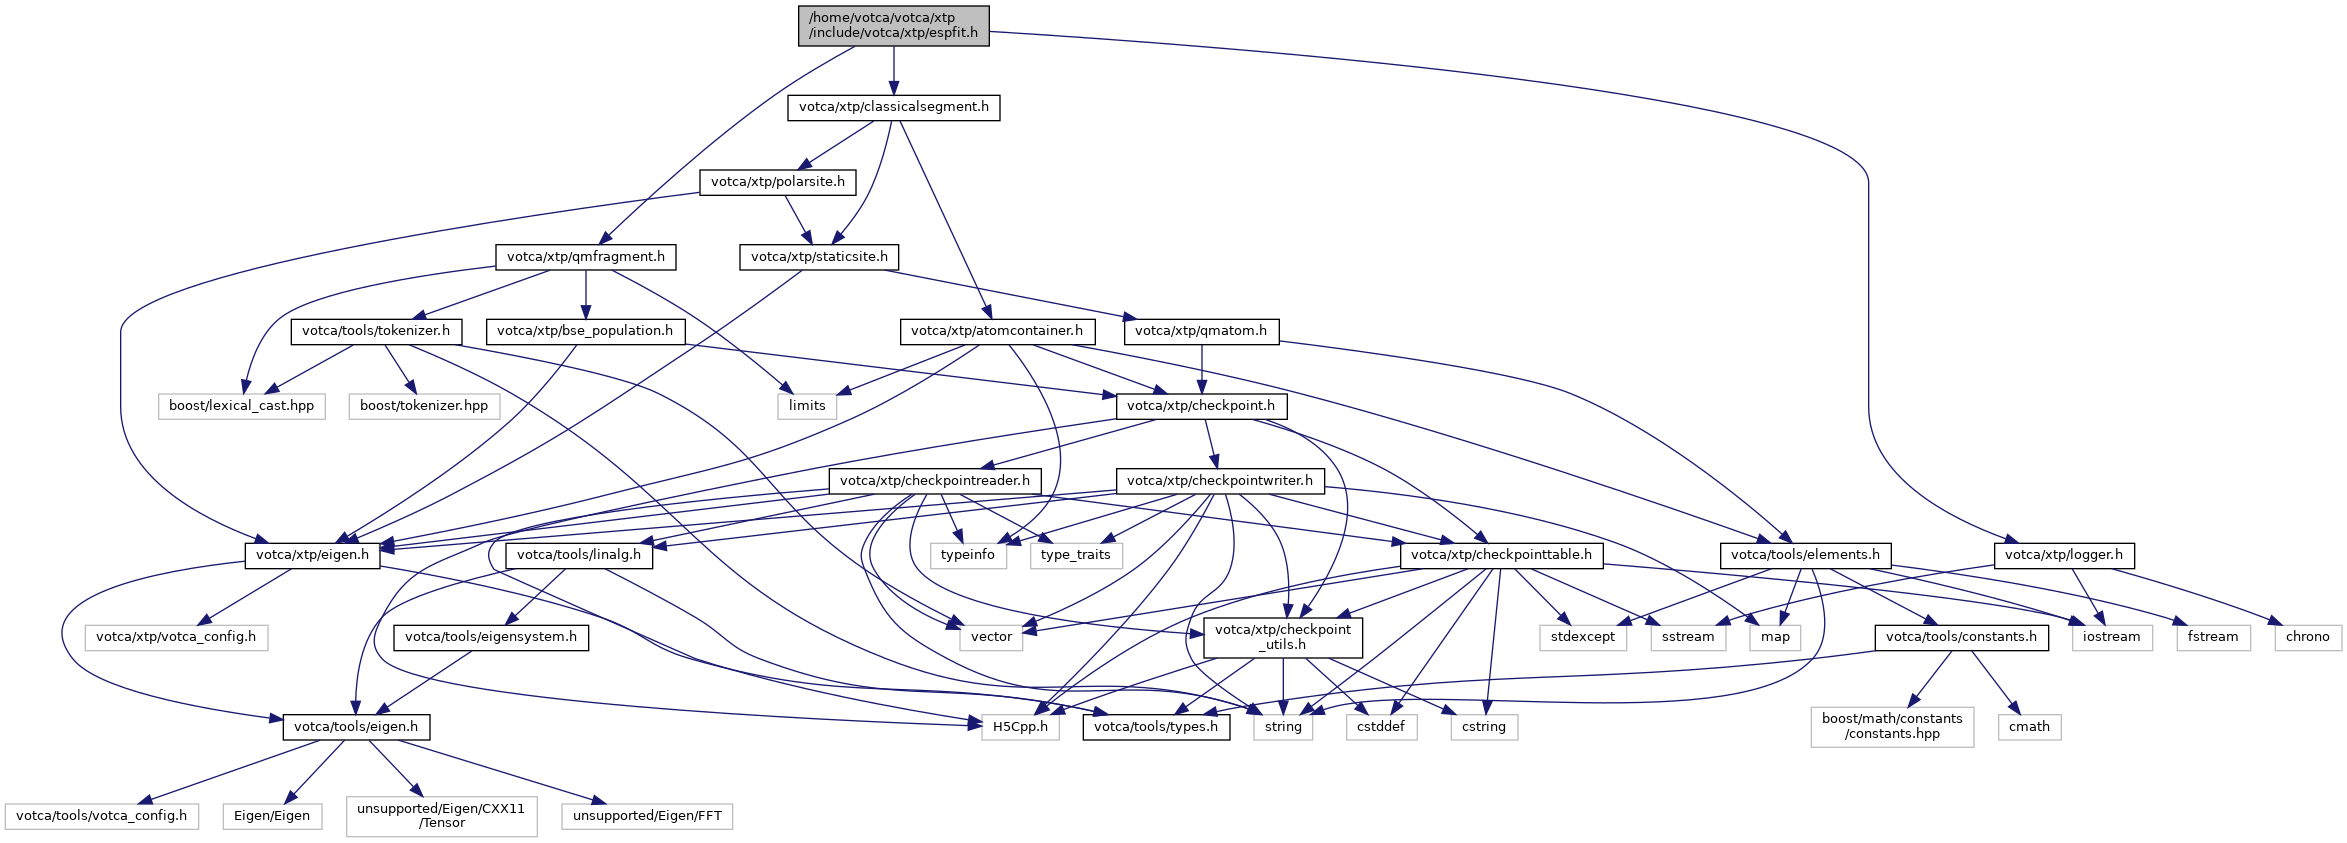 /home/votca/votca/xtp
/include/votca/xtp/espfit.h
votca/xtp/classicalsegment.h
votca/xtp/polarsite.h
votca/xtp/qmfragment.h
votca/xtp/staticsite.h
votca/tools/tokenizer.h
votca/xtp/bse_population.h
votca/xtp/atomcontainer.h
votca/xtp/qmatom.h
boost/lexical_cast.hpp
boost/tokenizer.hpp
limits
votca/xtp/checkpoint.h
votca/xtp/checkpointreader.h
votca/xtp/checkpointwriter.h
votca/xtp/eigen.h
votca/tools/linalg.h
typeinfo
type_traits
votca/xtp/checkpointtable.h
votca/tools/elements.h
votca/xtp/logger.h
votca/xtp/votca_config.h
votca/tools/eigensystem.h
vector
votca/xtp/checkpoint
_utils.h
stdexcept
sstream
map
votca/tools/constants.h
iostream
fstream
chrono
votca/tools/eigen.h
H5Cpp.h
votca/tools/types.h
string
cstddef
cstring
boost/math/constants
/constants.hpp
cmath
votca/tools/votca_config.h
Eigen/Eigen
unsupported/Eigen/CXX11
/Tensor
unsupported/Eigen/FFT